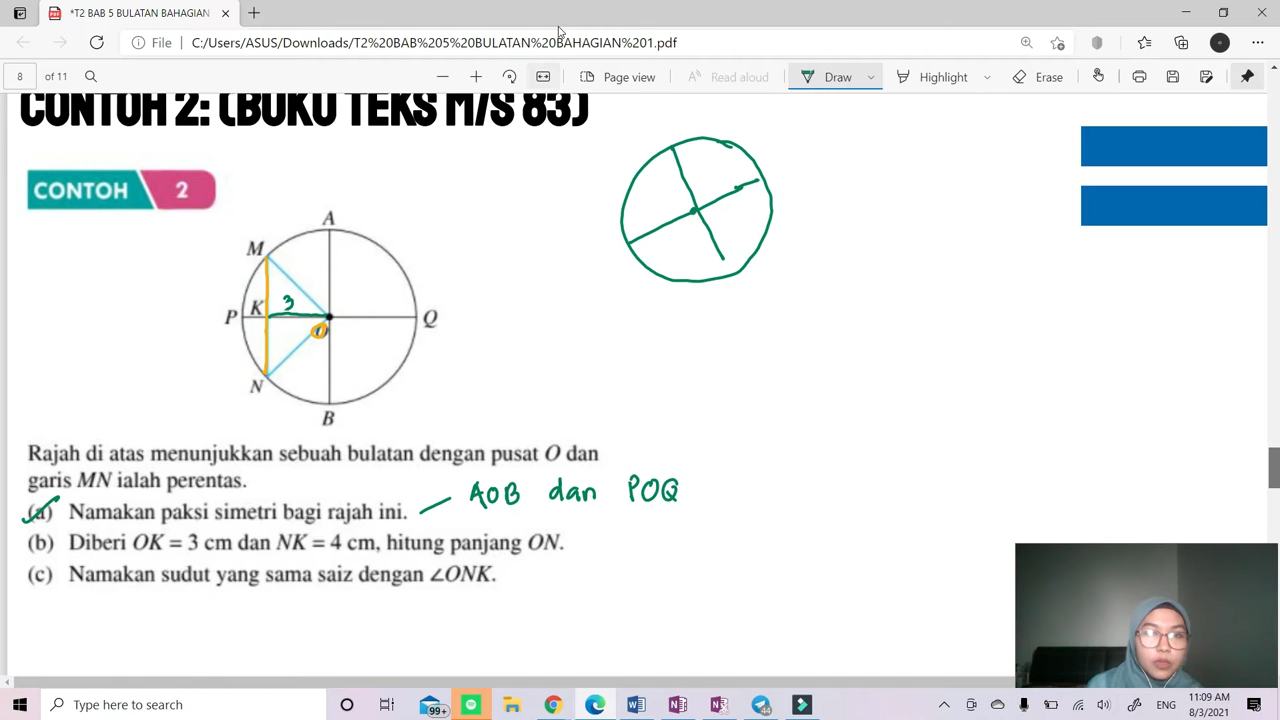 *T2 BAB 5 BULATAN BAHAGIAN
File
C:/Users/ASUS/Downloads/T2%20BAB%205%20BULATAN%20BAHAGIAN%201.pdf
8 of 11
Page view
Read aloud
Draw
Highlight
Erase
CONTOH 2: (BUKU TEKS M/S 83)
CONTOH 2
A
M
3
P K Q
O
N
B
Rajah di atas menunjukkan sebuah bulatan dengan pusat O dan
garis MN ialah perentas.
(a) Namakan paksi simetri bagi rajah ini. – AOB dan POQ
(b) Diberi OK = 3 cm dan NK = 4 cm, hitung panjang ON.
(c) Namakan sudut yang sama saiz dengan ∠ONK.
Type here to search
99+
44
ENG
11:09 AM
8/3/2021